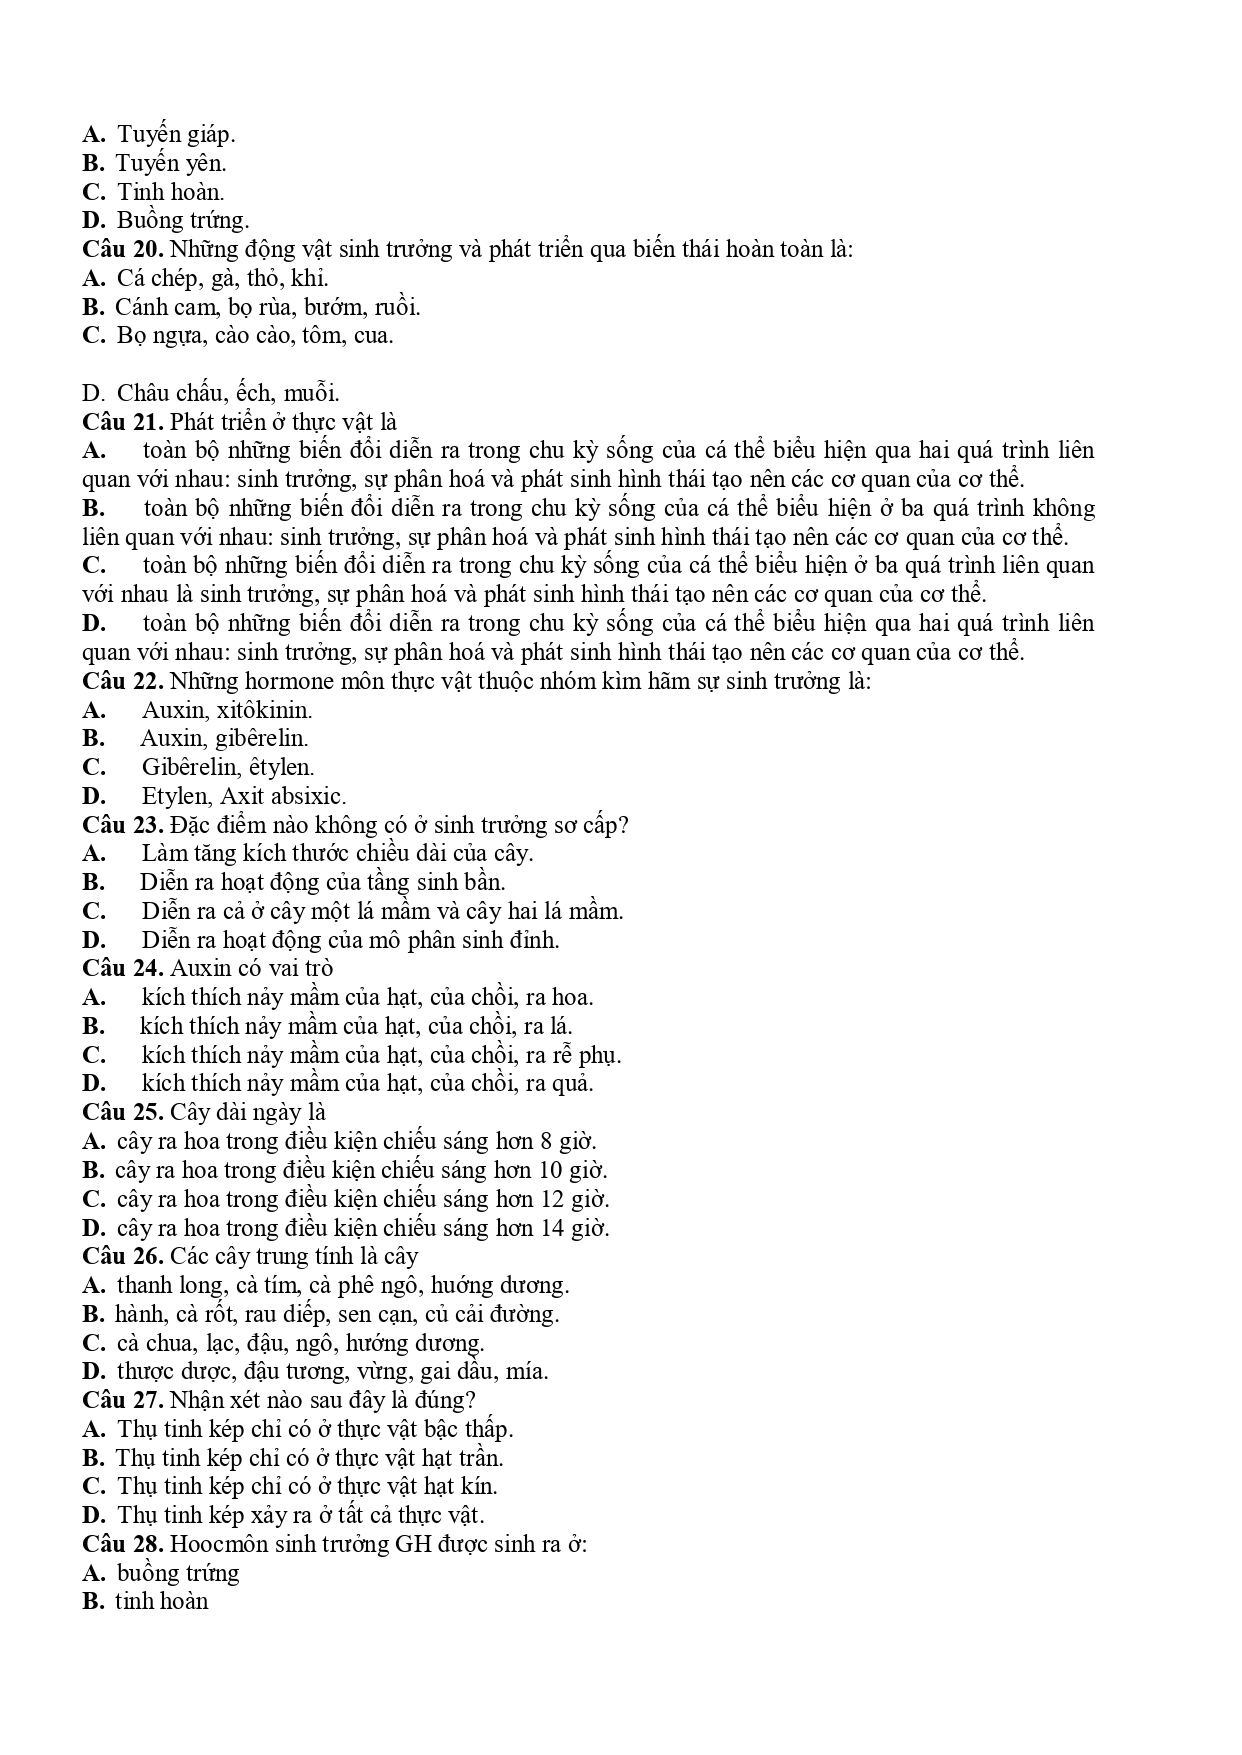 A. Tuyến giáp.
B. Tuyến yên.
C. Tinh hoàn.
D. Buồng trứng.
Câu 20. Những động vật sinh trưởng và phát triển qua biến thái hoàn toàn là:
A. Cá chép, gà, thỏ, khỉ.
B. Cánh cam, bọ rùa, bướm, ruồi.
C. Bọ ngựa, cào cào, tôm, cua.
D. Châu chấu, ếch, muỗi.
Câu 21. Phát triển ở thực vật là
A. toàn bộ những biến đổi diễn ra trong chu kỳ sống của cá thể biểu hiện qua hai quá trình liên
quan với nhau: sinh trưởng, sự phân hoá và phát sinh hình thái tạo nên các cơ quan của cơ thể.
B. toàn bộ những biến đổi diễn ra trong chu kỳ sống của cá thể biểu hiện ở ba quá trình không
liên quan với nhau: sinh trưởng, sự phân hoá và phát sinh hình thái tạo nên các cơ quan của cơ thể.
C. toàn bộ những biến đổi diễn ra trong chu kỳ sống của cá thể biểu hiện ở ba quá trình liên quan
với nhau là sinh trưởng, sự phân hoá và phát sinh hình thái tạo nên các cơ quan của cơ thể.
D. toàn bộ những biến đổi diễn ra trong chu kỳ sống của cá thể biểu hiện qua hai quá trình liên
quan với nhau: sinh trưởng, sự phân hoá và phát sinh hình thái tạo nên các cơ quan của cơ thể.
Câu 22. Những hormone môn thực vật thuộc nhóm kìm hãm sự sinh trưởng là:
A. Auxin, xitôkinin.
B. Auxin, gibêrelin.
C. Gibêrelin, êtylen.
D. Etylen, Axit absixic.
Câu 23. Đặc điểm nào không có ở sinh trưởng sơ cấp?
A. Làm tăng kích thước chiều dài của cây.
B. Diễn ra hoạt động của tầng sinh bần.
C. Diễn ra cả ở cây một lá mầm và cây hai lá mầm.
D. Diễn ra hoạt động của mô phân sinh đỉnh.
Câu 24. Auxin có vai trò
A. kích thích nảy mầm của hạt, của chồi, ra hoa.
B. kích thích nảy mầm của hạt, của chồi, ra lá.
C. kích thích nảy mầm của hạt, của chồi, ra rễ phụ.
D. kích thích nảy mầm của hạt, của chồi, ra quả.
Câu 25. Cây dài ngày là
A. cây ra hoa trong điều kiện chiếu sáng hơn 8 giờ.
B. cây ra hoa trong điều kiện chiếu sáng hơn 10 giờ.
C. cây ra hoa trong điều kiện chiếu sáng hơn 12 giờ.
D. cây ra hoa trong điều kiện chiếu sáng hơn 14 giờ.
Câu 26. Các cây trung tính là cây
A. thanh long, cà tím, cà phê ngô, huớng dương.
B. hành, cà rốt, rau diếp, sen cạn, củ cải đường.
C. cà chua, lạc, đậu, ngô, hướng dương.
D. thược dược, đậu tương, vừng, gai dầu, mía.
Câu 27. Nhận xét nào sau đây là đúng?
A. Thụ tinh kép chỉ có ở thực vật bậc thấp.
B. Thụ tinh kép chỉ có ở thực vật hạt trần.
C. Thụ tinh kép chỉ có ở thực vật hạt kín.
D. Thụ tinh kép xảy ra ở tất cả thực vật.
Câu 28. Hoocmôn sinh trưởng GH được sinh ra ở:
A. buồng trứng
B. tinh hoàn